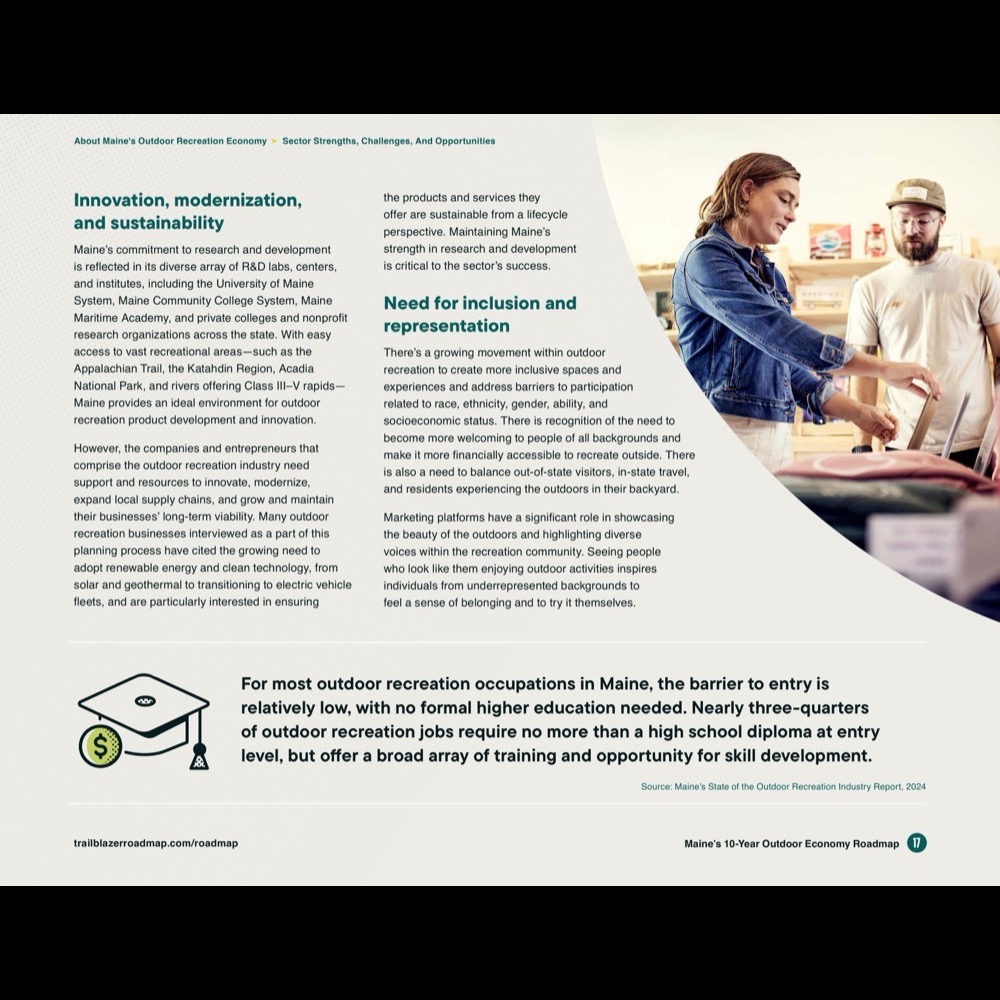 About Maine's Outdoor Recreation Economy ➤ Sector Strengths, Challenges, And Opportunities
Innovation, modernization,
and sustainability
Maine's commitment to research and development
is reflected in its diverse array of R&D labs, centers,
and institutes, including the University of Maine
System, Maine Community College System, Maine
Maritime Academy, and private colleges and nonprofit
research organizations across the state. With easy
access to vast recreational areas—such as the
Appalachian Trail, the Katahdin Region, Acadia
National Park, and rivers offering Class III–V rapids—
Maine provides an ideal environment for outdoor
recreation product development and innovation.
However, the companies and entrepreneurs that
comprise the outdoor recreation industry need
support and resources to innovate, modernize,
expand local supply chains, and grow and maintain
their businesses' long-term viability. Many outdoor
recreation businesses interviewed as a part of this
planning process have cited the growing need to
adopt renewable energy and clean technology, from
solar and geothermal to transitioning to electric vehicle
fleets, and are particularly interested in ensuring
the products and services they
offer are sustainable from a lifecycle
perspective. Maintaining Maine's
strength in research and development
is critical to the sector's success.
Need for inclusion and
representation
There's a growing movement within outdoor
recreation to create more inclusive spaces and
experiences and address barriers to participation
related to race, ethnicity, gender, ability, and
socioeconomic status. There is recognition of the need to
become more welcoming to people of all backgrounds and
make it more financially accessible to recreate outside. There
is also a need to balance out-of-state visitors, in-state travel,
and residents experiencing the outdoors in their backyard.
Marketing platforms have a significant role in showcasing
the beauty of the outdoors and highlighting diverse
voices within the recreation community. Seeing people
who look like them enjoying outdoor activities inspires
individuals from underrepresented backgrounds to
feel a sense of belonging and to try it themselves.
$
For most outdoor recreation occupations in Maine, the barrier to entry is
relatively low, with no formal higher education needed. Nearly three-quarters
of outdoor recreation jobs require no more than a high school diploma at entry
level, but offer a broad array of training and opportunity for skill development.
Source: Maine's State of the Outdoor Recreation Industry Report, 2024
trailblazerroadmap.com/roadmap
Maine's 10-Year Outdoor Economy Roadmap 17